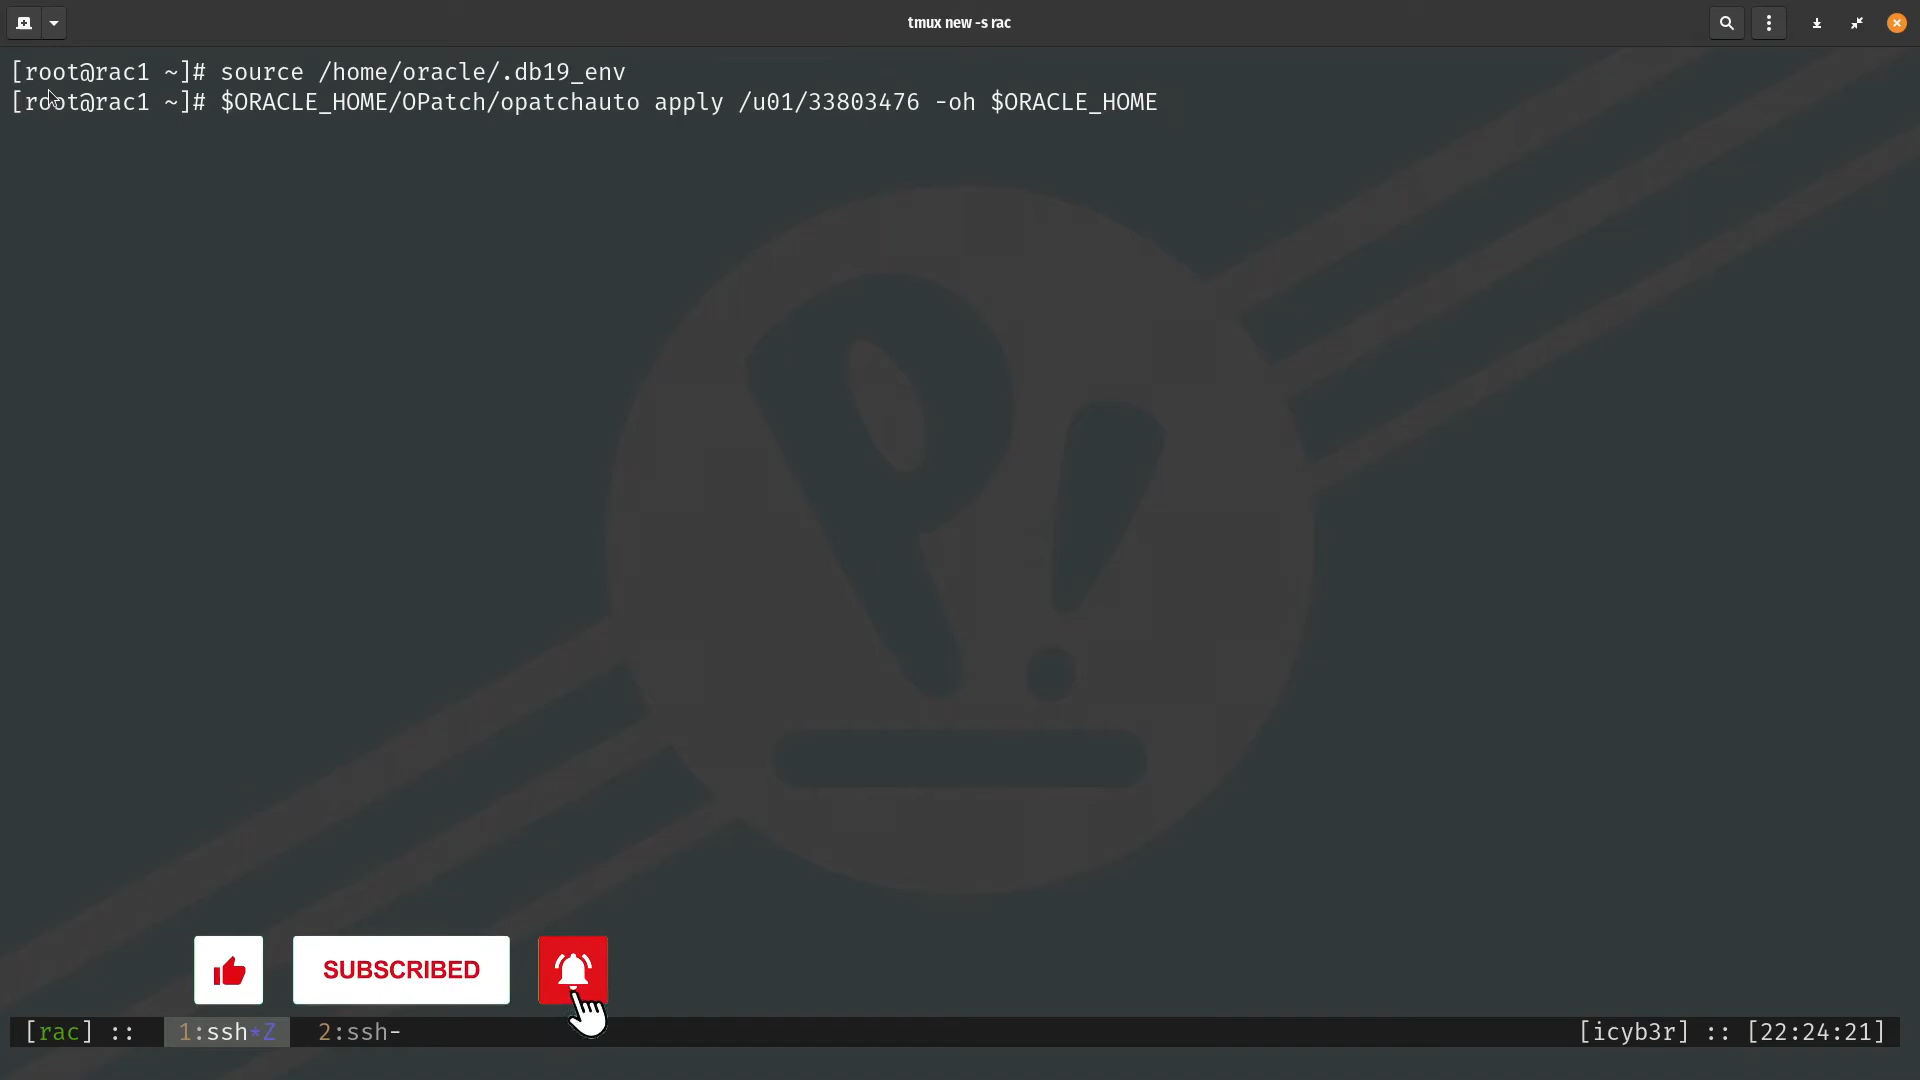 tmux new -s rac
[root@rac1 ~]# source /home/oracle/.db19_env
[root@rac1 ~]# $ORACLE_HOME/OPatch/opatchauto apply /u01/33803476 -oh $ORACLE_HOME
SUBSCRIBED
[rac] :: 1:ssh*Z 2:ssh- [icyb3r] :: [22:24:21]